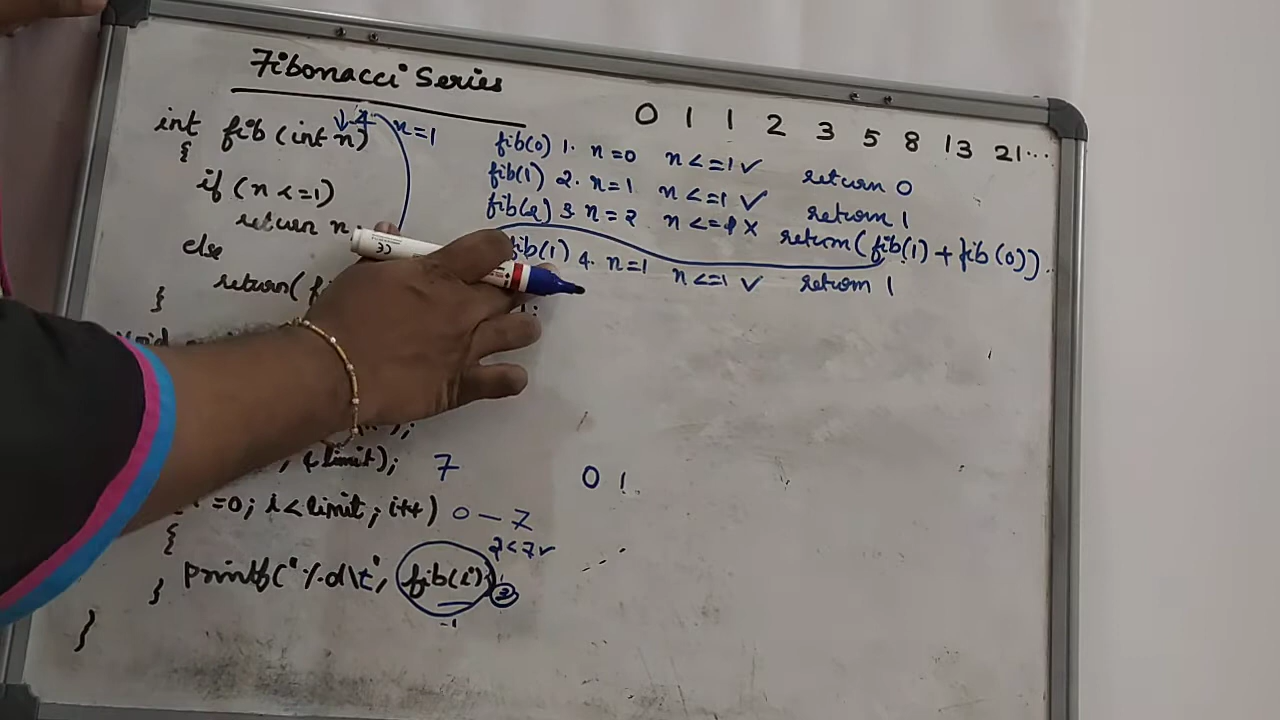 Fibonacci Series
0 1 1 2 3 5 8 13 21...
int fib(int n) n=1
{
if (n <=1)
return n
else
return(
}
fib(0) 1. n=0 n<=1 ✓ return 0
fib(1) 2. n=1 n<=1 ✓ return 1
fib(2) 3. n=2 n<=1 X return(fib(1) + fib(0)).
fib(1) 4. n=1 n<=1 ✓ return 1
limit); 7
0 1
=0; i<limit; i++) 0 – 7
{ 2<7 ✓
printf("%d\t", fib(i)); 2
}
}